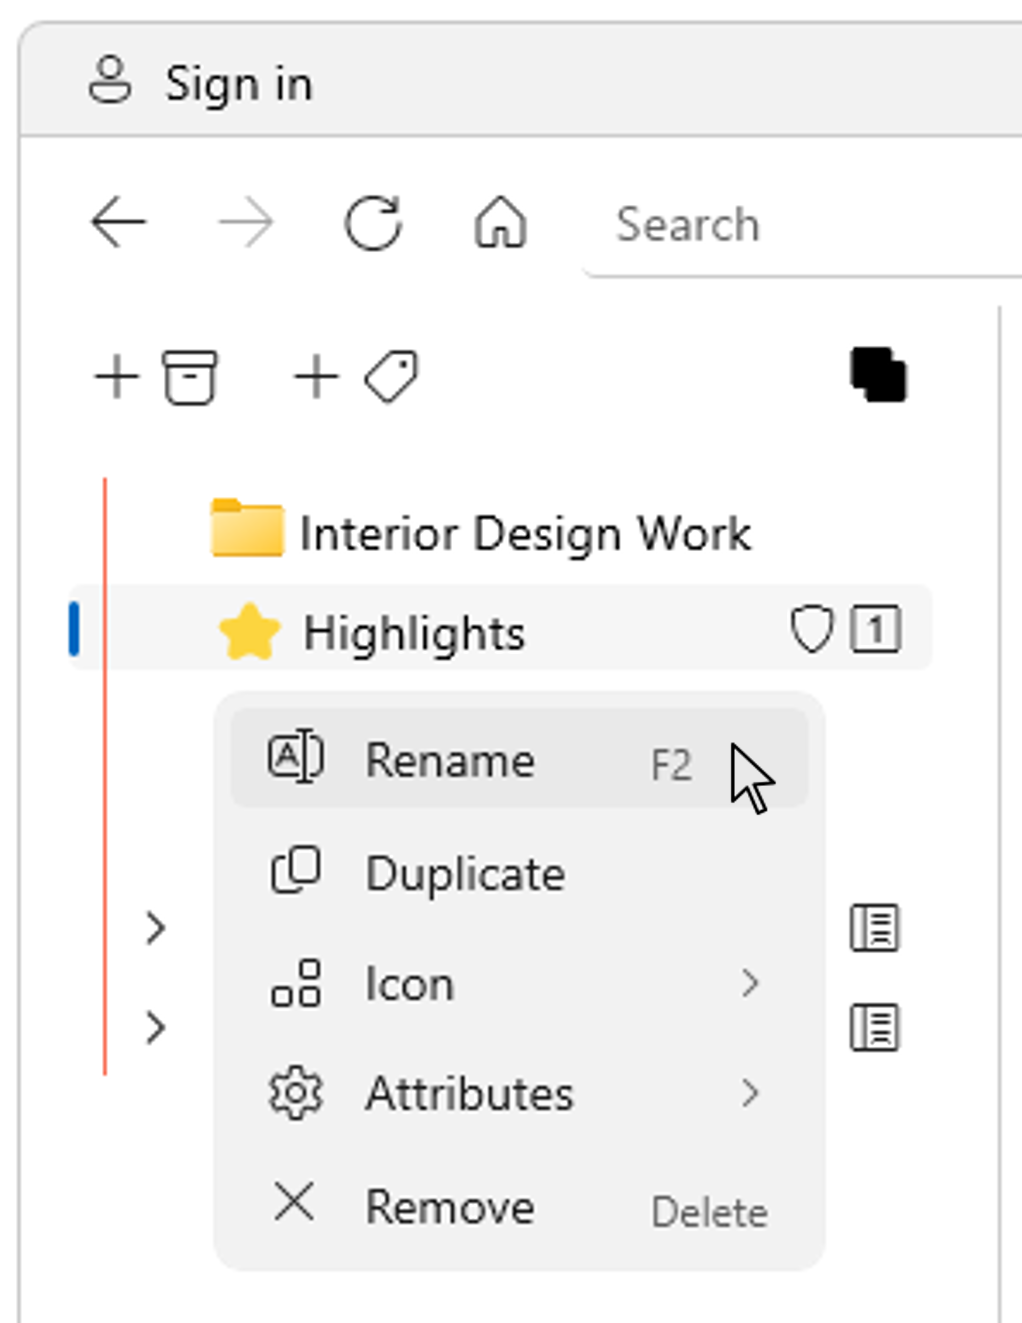 Sign in
Search
Interior Design Work
Highlights 1
Rename F2
Duplicate
Icon
Attributes
Remove Delete